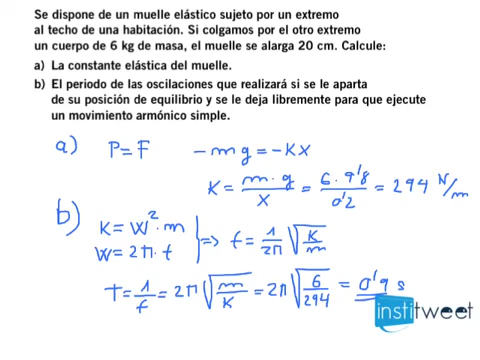 Se dispone de un muelle elástico sujeto por un extremo
al techo de una habitación. Si colgamos por el otro extremo
un cuerpo de 6 kg de masa, el muelle se alarga 20 cm. Calcule:
a) La constante elástica del muelle.
b) El periodo de las oscilaciones que realizará si se le aparta
de su posición de equilibrio y se le deja libremente para que ejecute
un movimiento armónico simple.
a) P=F -mg=-Kx
K = m·g/x = 6·9'8/0'2 = 294 N/m
b) K=W²·m
W=2π·f => f=1/2π √K/m
T=1/f=2π√m/K=2π√6/294=0'9 s
institweet